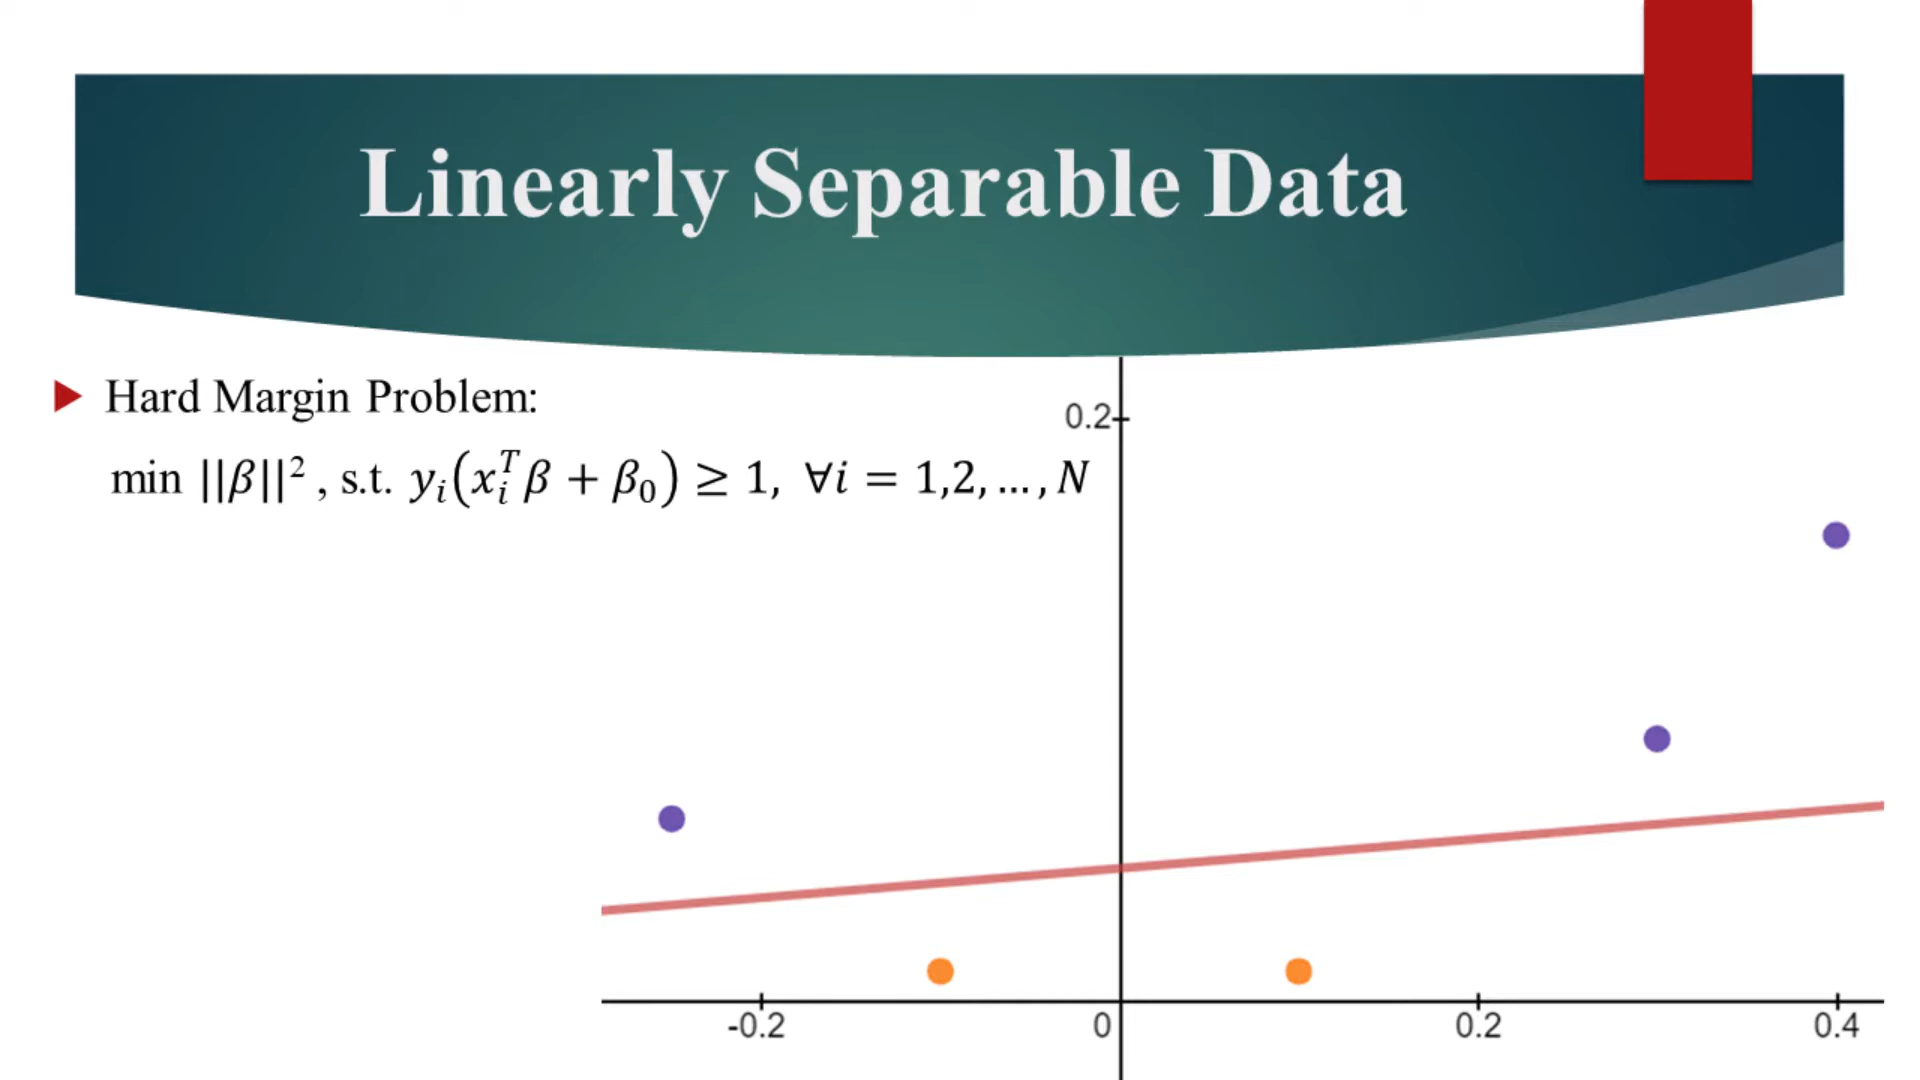 Linearly Separable Data
Hard Margin Problem:
min ||β||², s.t. yᵢ(xᵢᵀβ + β₀) ≥ 1, ∀i = 1,2, … , N
0.2
-0.2 0 0.2 0.4